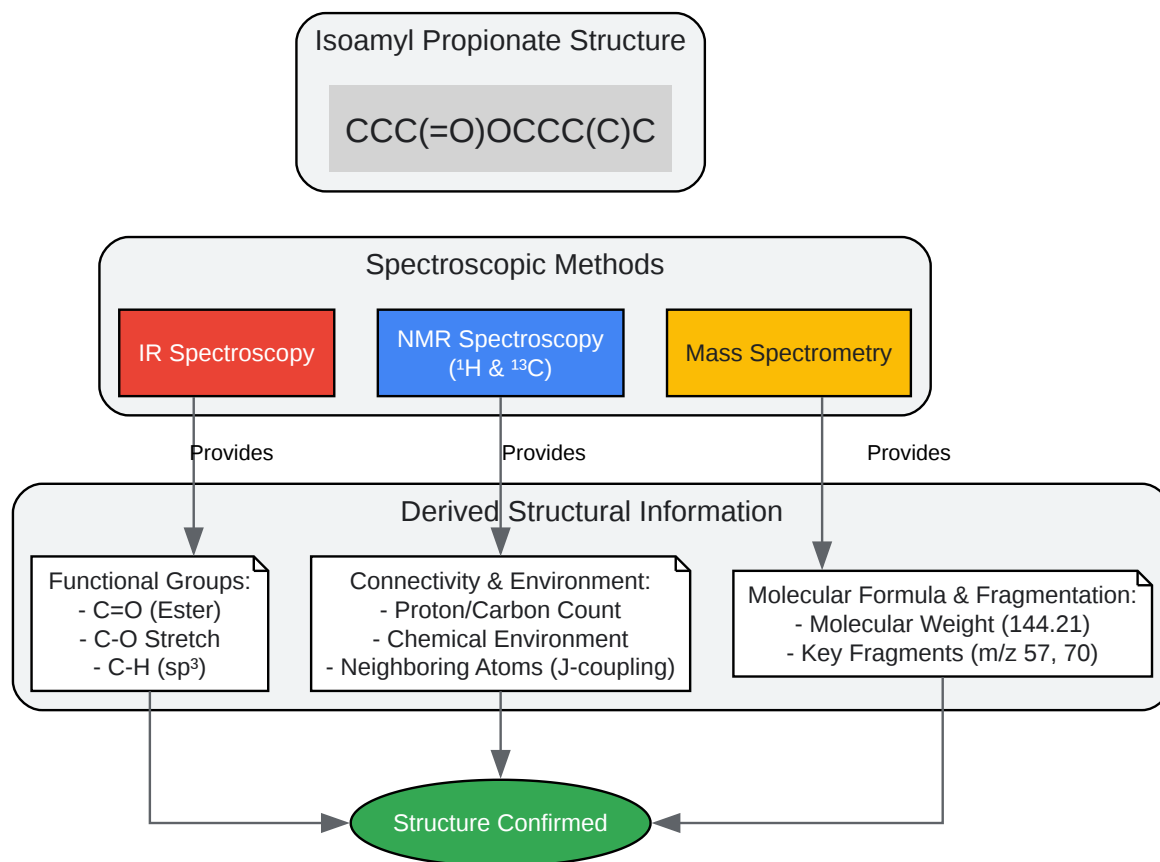 Isoamyl Propionate Structure
CCC(=O)OCCC(C)C
Spectroscopic Methods
IR Spectroscopy
NMR Spectroscopy
(¹H & ¹³C)
Mass Spectrometry
Provides
Provides
Provides
Derived Structural Information
Functional Groups:
- C=O (Ester)
- C-O Stretch
- C-H (sp³)
Connectivity & Environment:
- Proton/Carbon Count
- Chemical Environment
- Neighboring Atoms (J-coupling)
Molecular Formula & Fragmentation:
- Molecular Weight (144.21)
- Key Fragments (m/z 57, 70)
Structure Confirmed